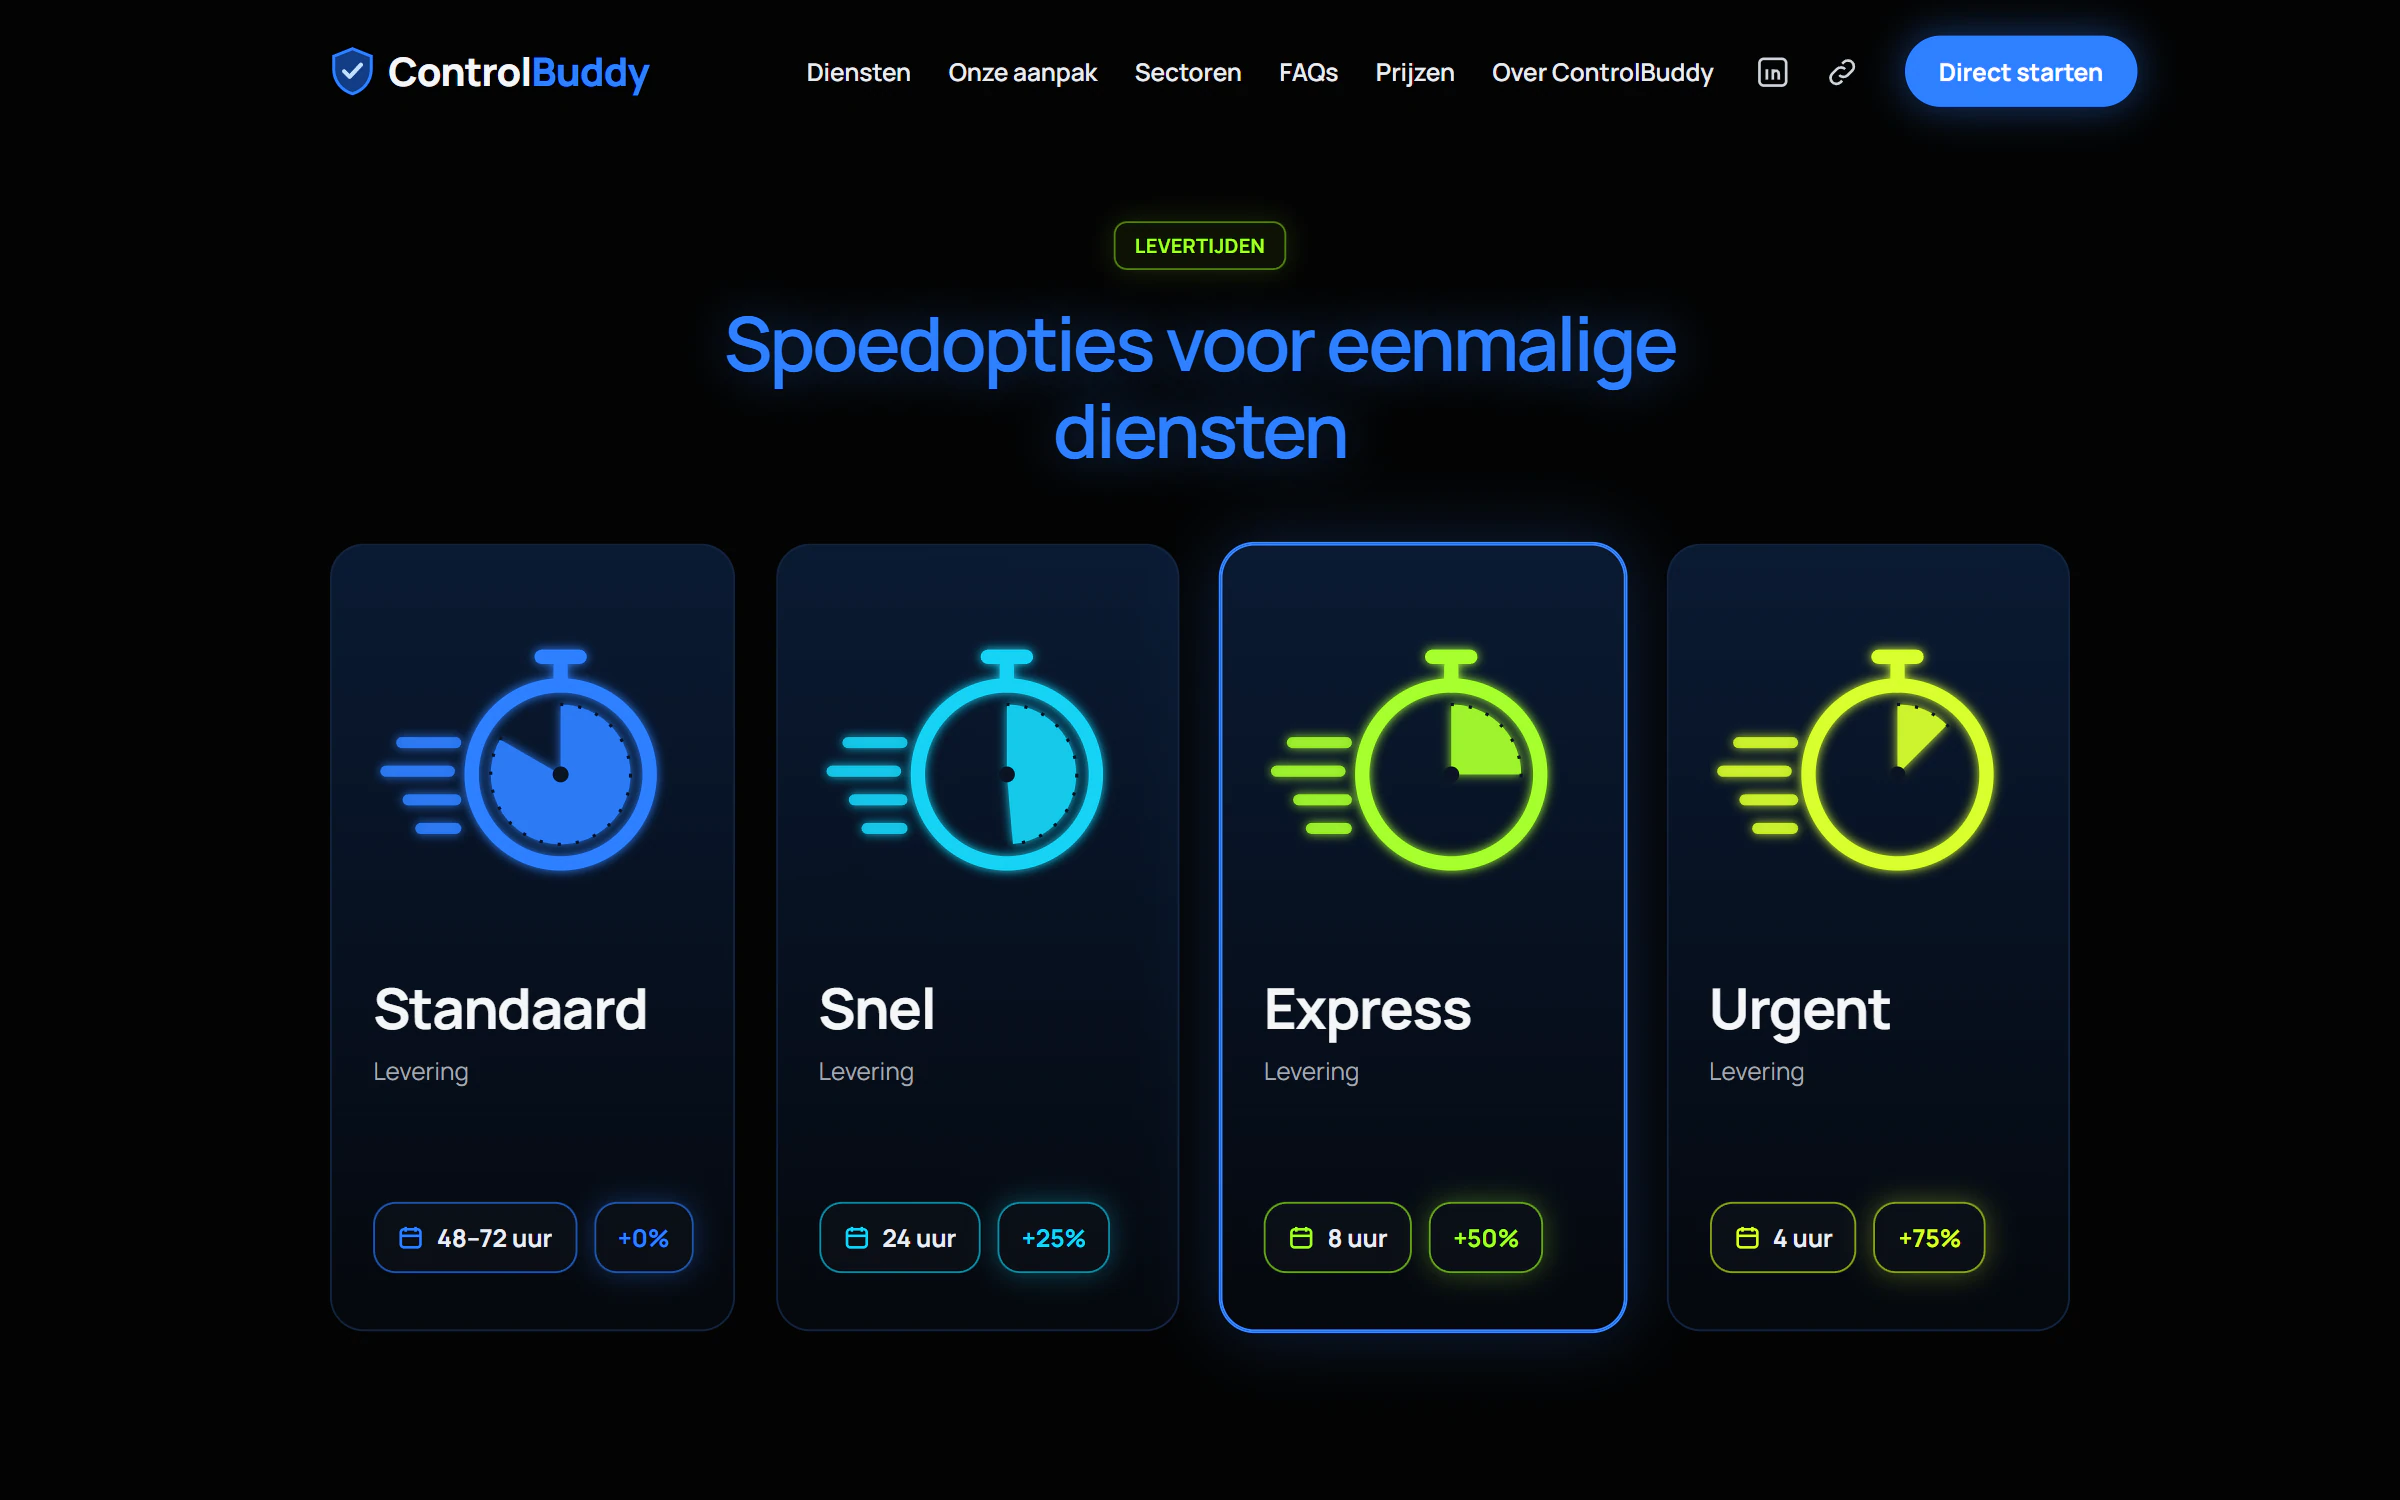 ControlBuddy
Diensten Onze aanpak Sectoren FAQs Prijzen Over ControlBuddy in Direct starten
LEVERTIJDEN
Spoedopties voor eenmalige
diensten
Standaard
Levering
48–72 uur +0%
Snel
Levering
24 uur +25%
Express
Levering
8 uur +50%
Urgent
Levering
4 uur +75%